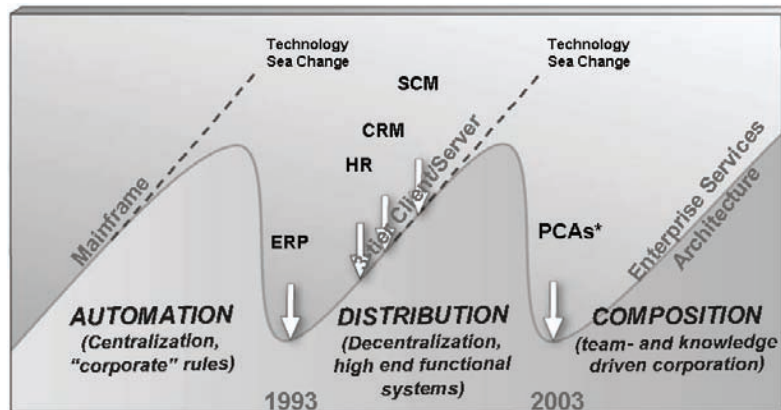 Technology
Sea Change
Technology
Sea Change
SCM
CRM
HR
Mainframe
Client/Server
Enterprise Services
Architecture
ERP
PCAs*
AUTOMATION
(Centralization,
"corporate" rules)
DISTRIBUTION
(Decentralization,
high end functional
systems)
COMPOSITION
(team- and knowledge
driven corporation)
1993
2003